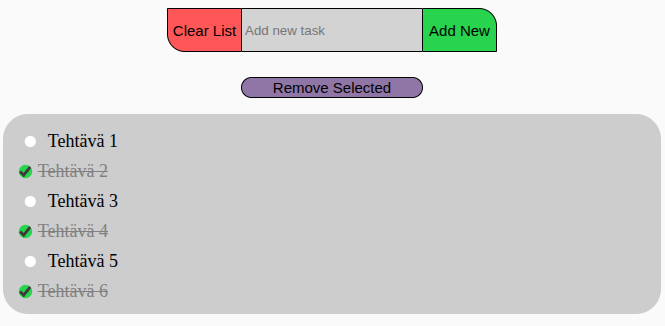 Clear List Add new task Add New
Remove Selected
Tehtävä 1
Tehtävä 2
Tehtävä 3
Tehtävä 4
Tehtävä 5
Tehtävä 6